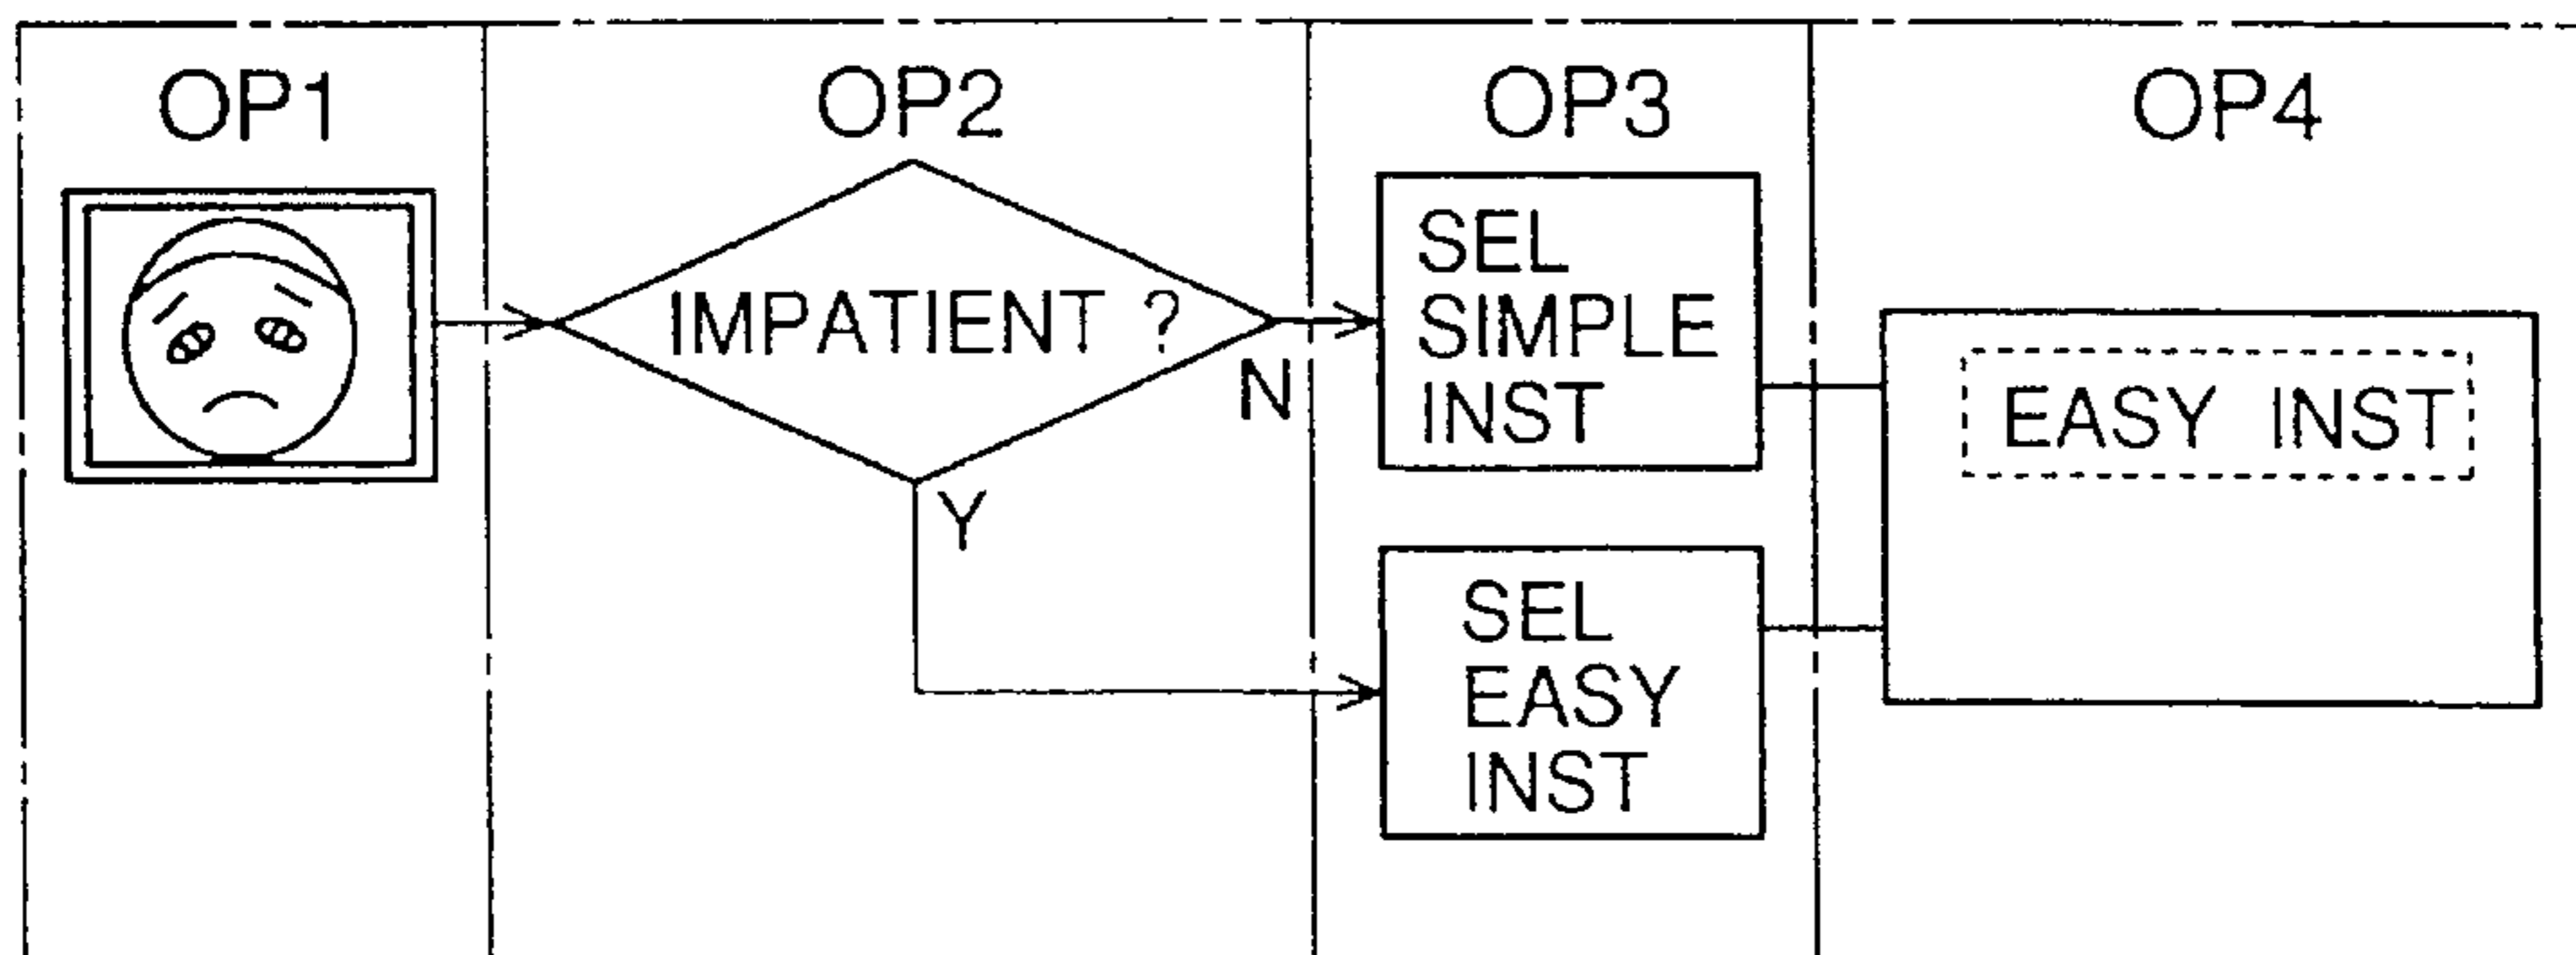 OP1
OP2
OP3
OP4
IMPATIENT ?
N
Y
SEL
SIMPLE
INST
SEL
EASY
INST
EASY INST